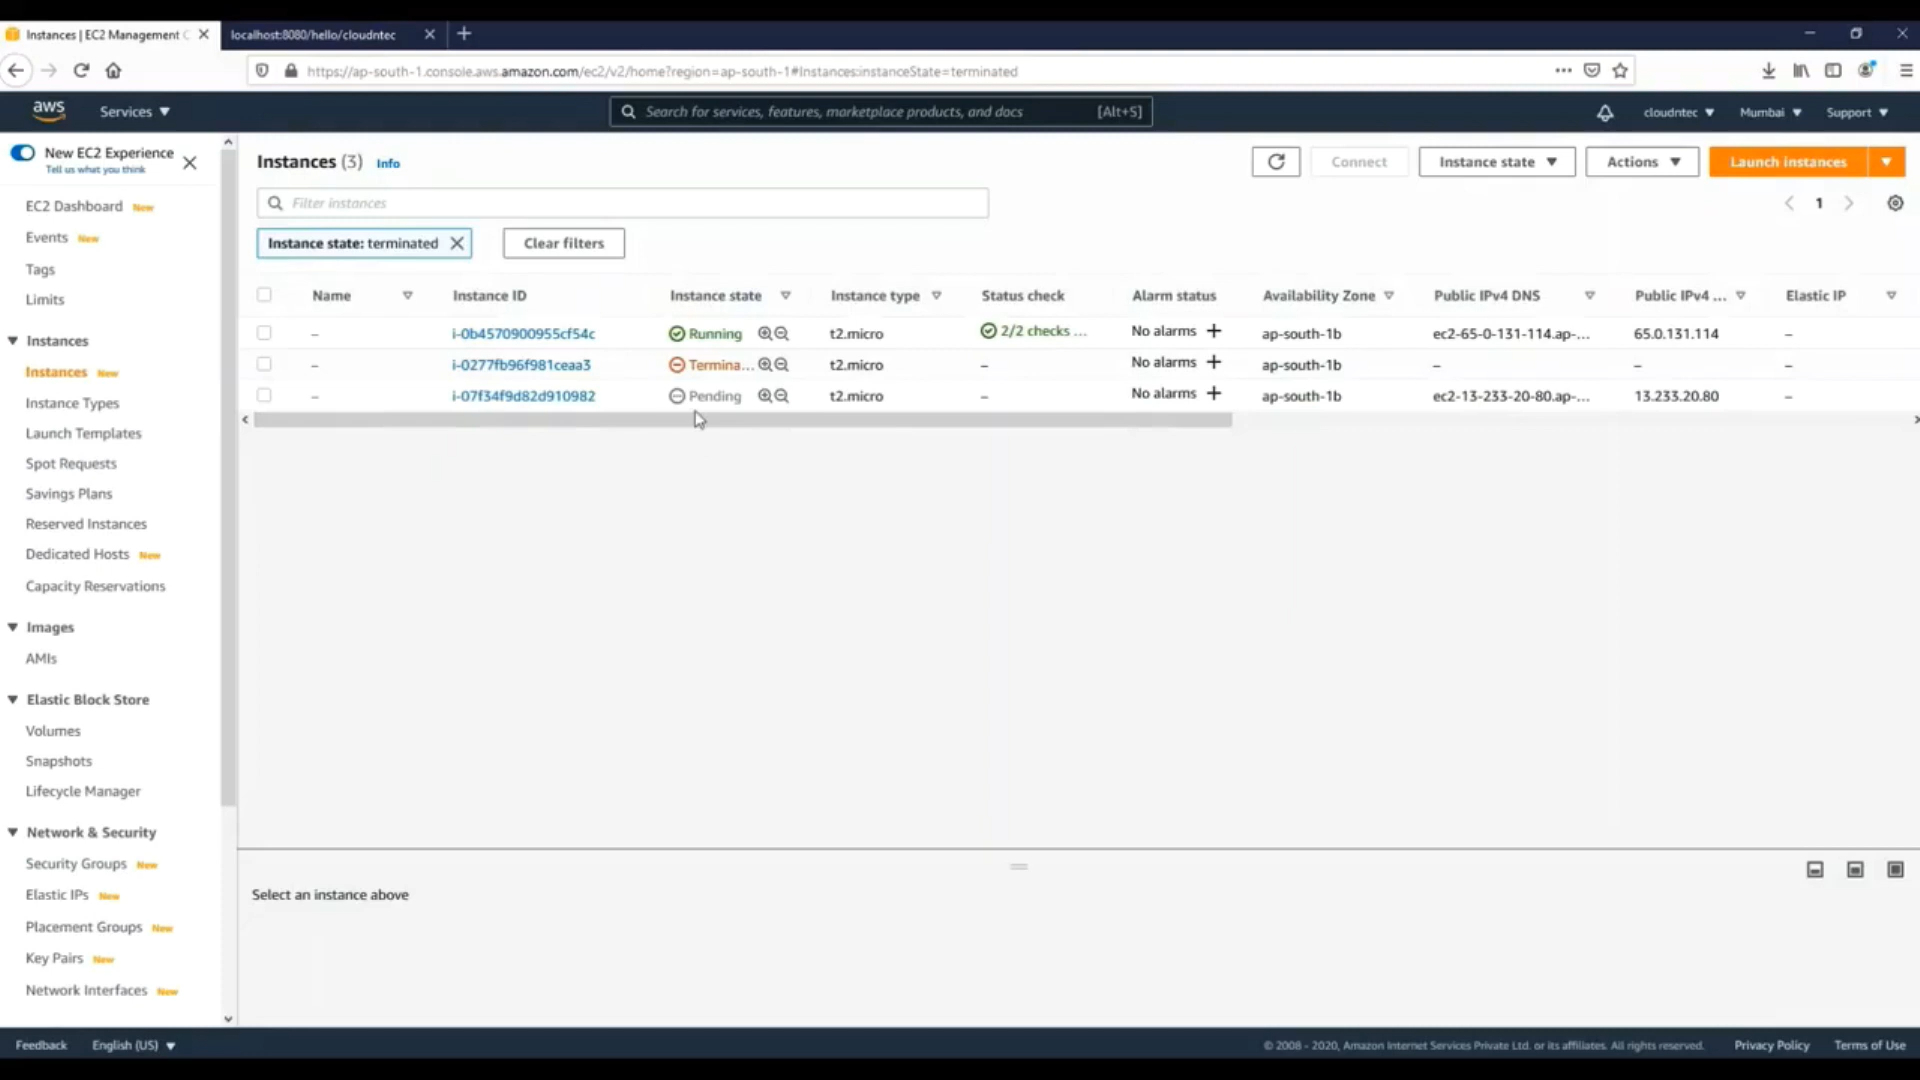 Instances | EC2 Management C
localhost:8080/hello/cloudntec
https://ap-south-1.console.aws.amazon.com/ec2/v2/home?region=ap-south-1#Instances:instanceState=terminated
aws
Services
Search for services, features, marketplace products, and docs
[Alt+S]
cloudntec
Mumbai
Support
New EC2 Experience
Tell us what you think
EC2 Dashboard New
Events New
Tags
Limits
Instances
Instances New
Instance Types
Launch Templates
Spot Requests
Savings Plans
Reserved Instances
Dedicated Hosts New
Capacity Reservations
Images
AMIs
Elastic Block Store
Volumes
Snapshots
Lifecycle Manager
Network & Security
Security Groups New
Elastic IPs New
Placement Groups New
Key Pairs New
Network Interfaces New
Instances (3) Info
Connect
Instance state
Actions
Launch instances
Filter instances
1
Instance state: terminated
Clear filters
Name Instance ID Instance state Instance type Status check Alarm status Availability Zone Public IPv4 DNS Public IPv4 ... Elastic IP
– i-0b4570900955cf54c Running t2.micro 2/2 checks ... No alarms + ap-south-1b ec2-65-0-131-114.ap-... 65.0.131.114 –
– i-0277fb96f981ceaa3 Termina... t2.micro – No alarms + ap-south-1b – – –
– i-07f34f9d82d910982 Pending t2.micro – No alarms + ap-south-1b ec2-13-233-20-80.ap-... 13.233.20.80 –
Select an instance above
Feedback
English (US)
© 2008 - 2020, Amazon Internet Services Private Ltd. or its affiliates. All rights reserved.
Privacy Policy
Terms of Use